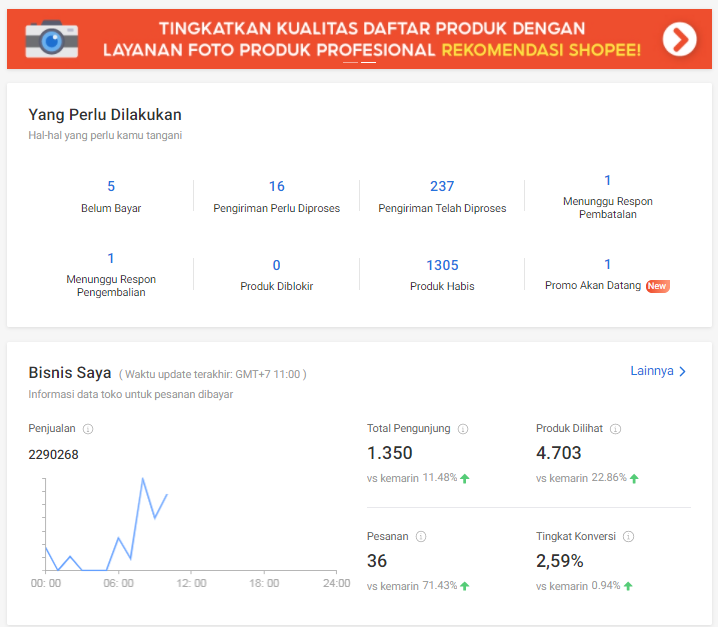 TINGKATKAN KUALITAS DAFTAR PRODUK DENGAN
LAYANAN FOTO PRODUK PROFESIONAL REKOMENDASI SHOPEE!
Yang Perlu Dilakukan
Hal-hal yang perlu kamu tangani
5
Belum Bayar
16
Pengiriman Perlu Diproses
237
Pengiriman Telah Diproses
1
Menunggu Respon
Pembatalan
1
Menunggu Respon
Pengembalian
0
Produk Diblokir
1305
Produk Habis
1
Promo Akan Datang New
Bisnis Saya ( Waktu update terakhir: GMT+7 11:00 )
Lainnya
Informasi data toko untuk pesanan dibayar
Penjualan
2290268
00: 00 06: 00 12: 00 18: 00 24:00
Total Pengunjung
1.350
vs kemarin 11.48%
Produk Dilihat
4.703
vs kemarin 22.86%
Pesanan
36
vs kemarin 71.43%
Tingkat Konversi
2,59%
vs kemarin 0.94%